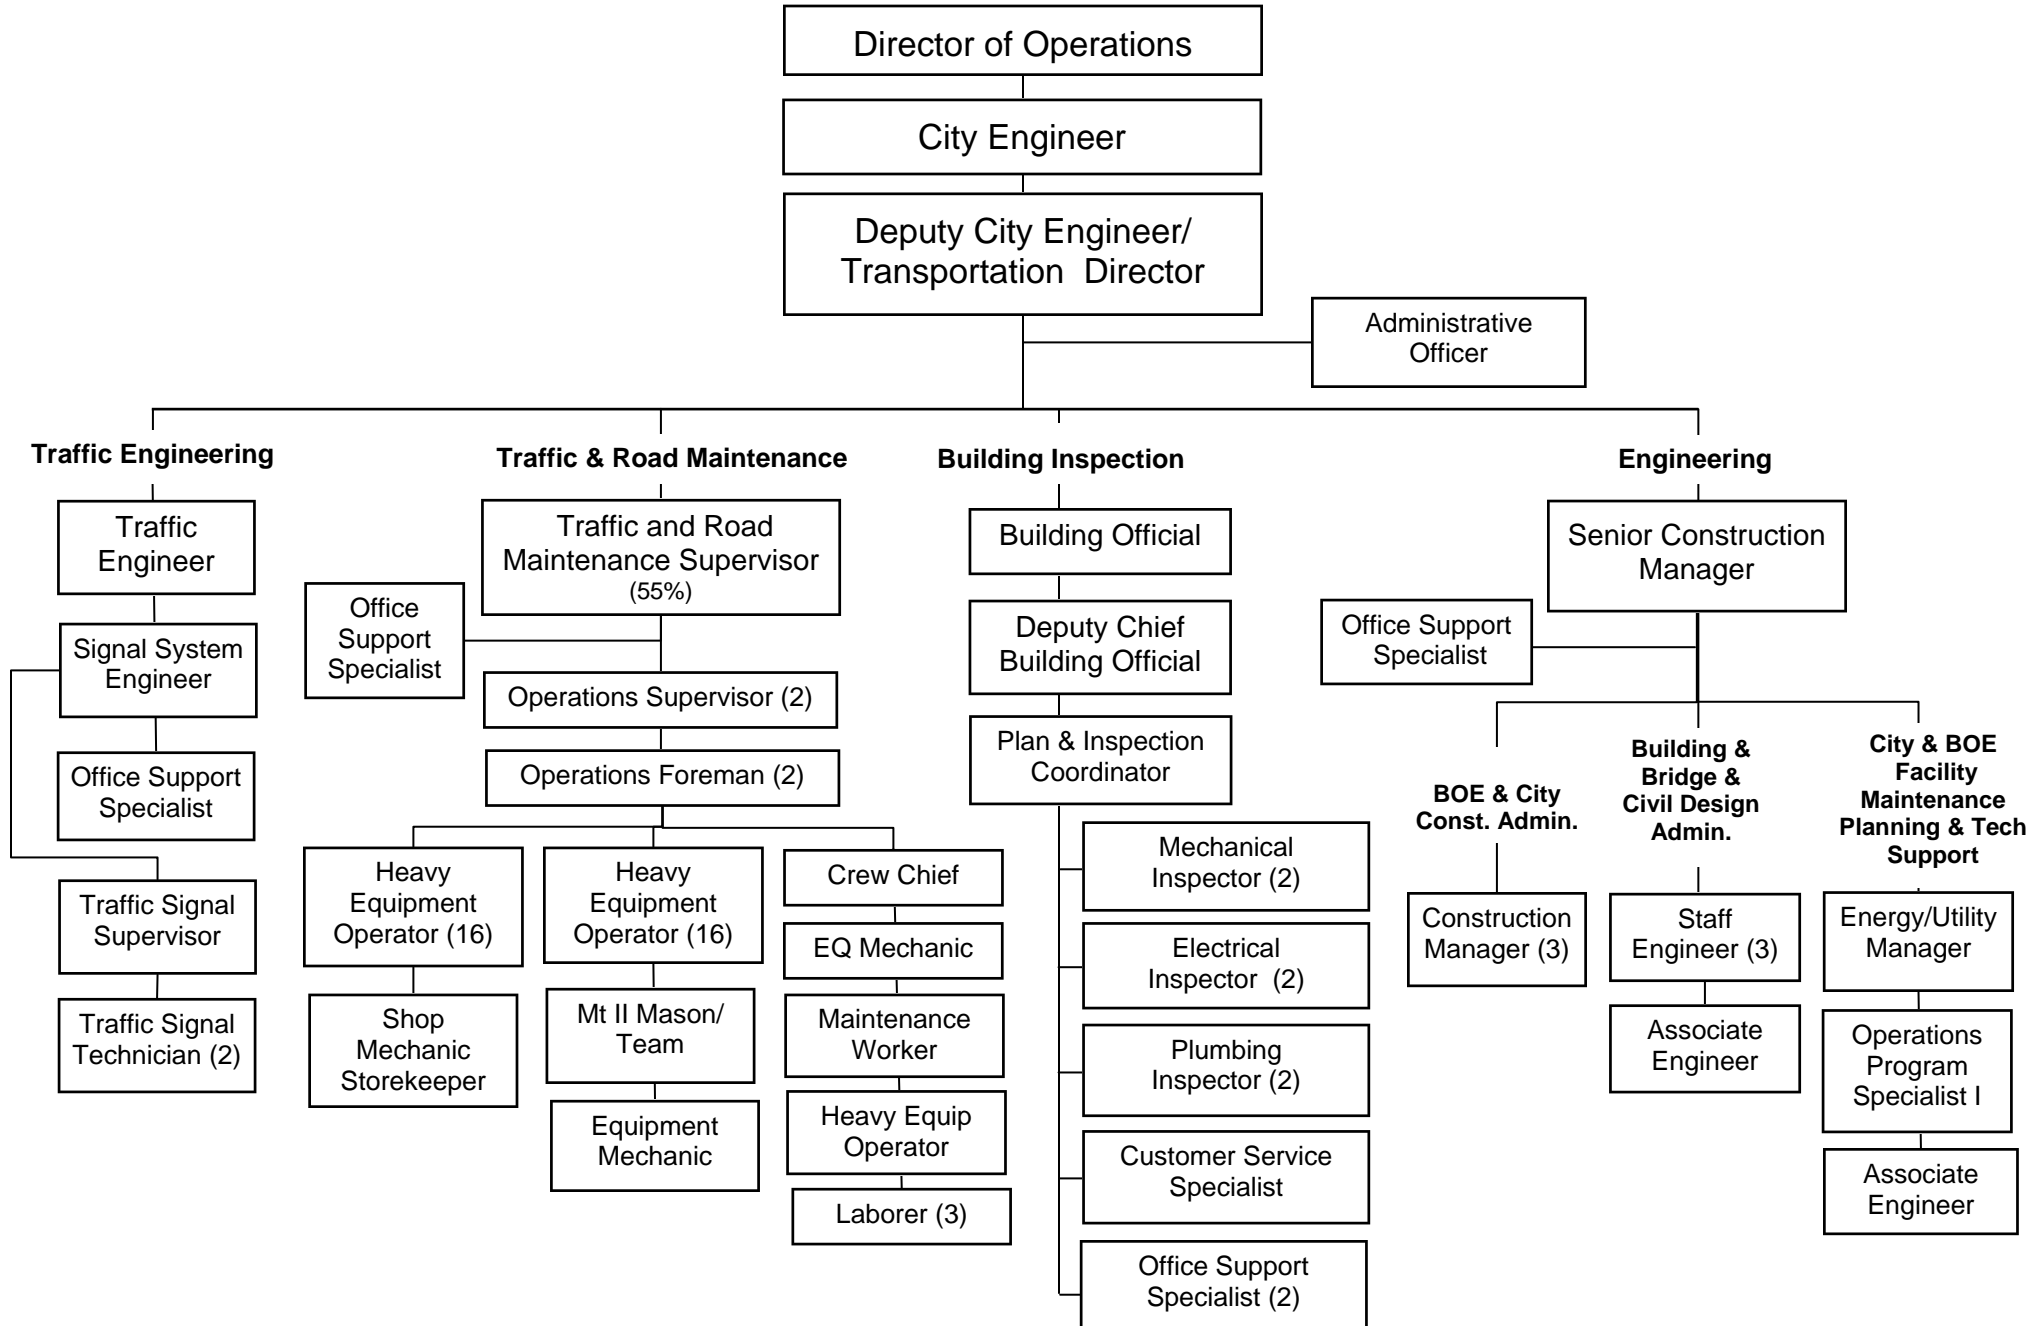 Director of Operations
City Engineer
Deputy City Engineer/
Transportation Director
Administrative
Officer
Traffic Engineering
Traffic
Engineer
Signal System
Engineer
Office Support
Specialist
Traffic Signal
Supervisor
Traffic Signal
Technician (2)
Traffic & Road Maintenance
Traffic and Road
Maintenance Supervisor
(55%)
Office
Support
Specialist
Operations Supervisor (2)
Operations Foreman (2)
Heavy
Equipment
Operator (16)
Shop
Mechanic
Storekeeper
Heavy
Equipment
Operator (16)
Mt II Mason/
Team
Equipment
Mechanic
Crew Chief
EQ Mechanic
Maintenance
Worker
Heavy Equip
Operator
Laborer (3)
Building Inspection
Building Official
Deputy Chief
Building Official
Plan & Inspection
Coordinator
Mechanical
Inspector (2)
Electrical
Inspector (2)
Plumbing
Inspector (2)
Customer Service
Specialist
Office Support
Specialist (2)
Engineering
Senior Construction
Manager
Office Support
Specialist
BOE & City
Const. Admin.
Construction
Manager (3)
Building &
Bridge &
Civil Design
Admin.
Staff
Engineer (3)
Associate
Engineer
City & BOE
Facility
Maintenance
Planning & Tech
Support
Energy/Utility
Manager
Operations
Program
Specialist I
Associate
Engineer